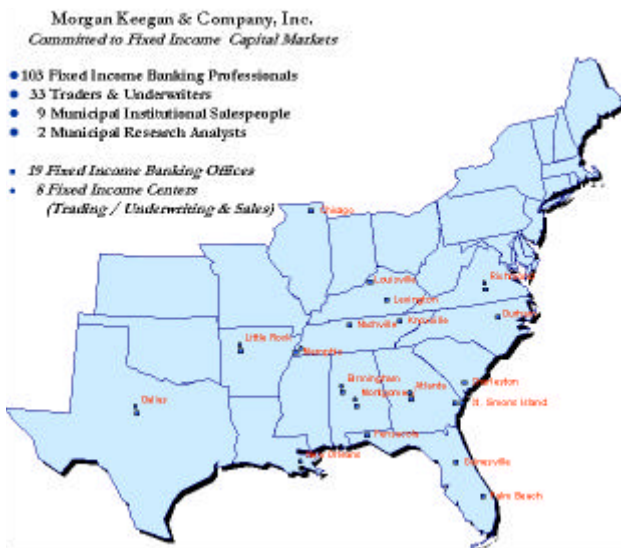 Morgan Keegan & Company, Inc.
Committed to Fixed Income Capital Markets
103 Fixed Income Banking Professionals
33 Traders & Underwriters
9 Municipal Institutional Salespeople
2 Municipal Research Analysts
19 Fixed Income Banking Offices
8 Fixed Income Centers
(Trading / Underwriting & Sales)
Chicago
Louisville
Richmond
Lexington
Durham
Knoxville
Nashville
Little Rock
Memphis
Birmingham
Charleston
Atlanta
Montgomery
Dallas
St. Simons Island
Pensacola
New Orleans
Gainesville
Palm Beach